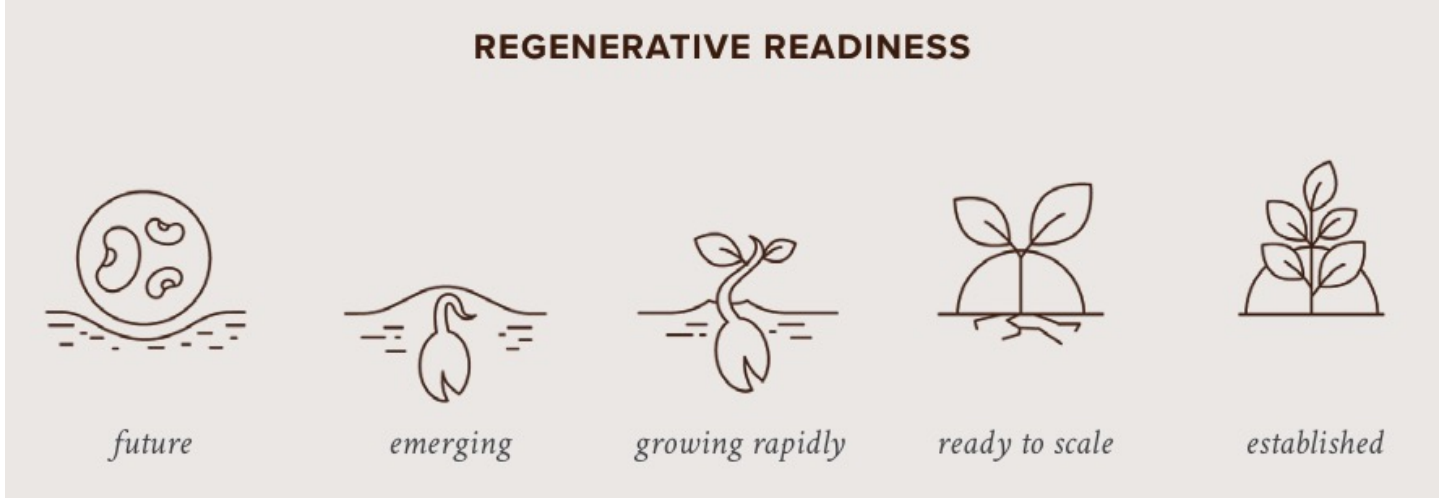 REGENERATIVE READINESS
future
emerging
growing rapidly
ready to scale
established